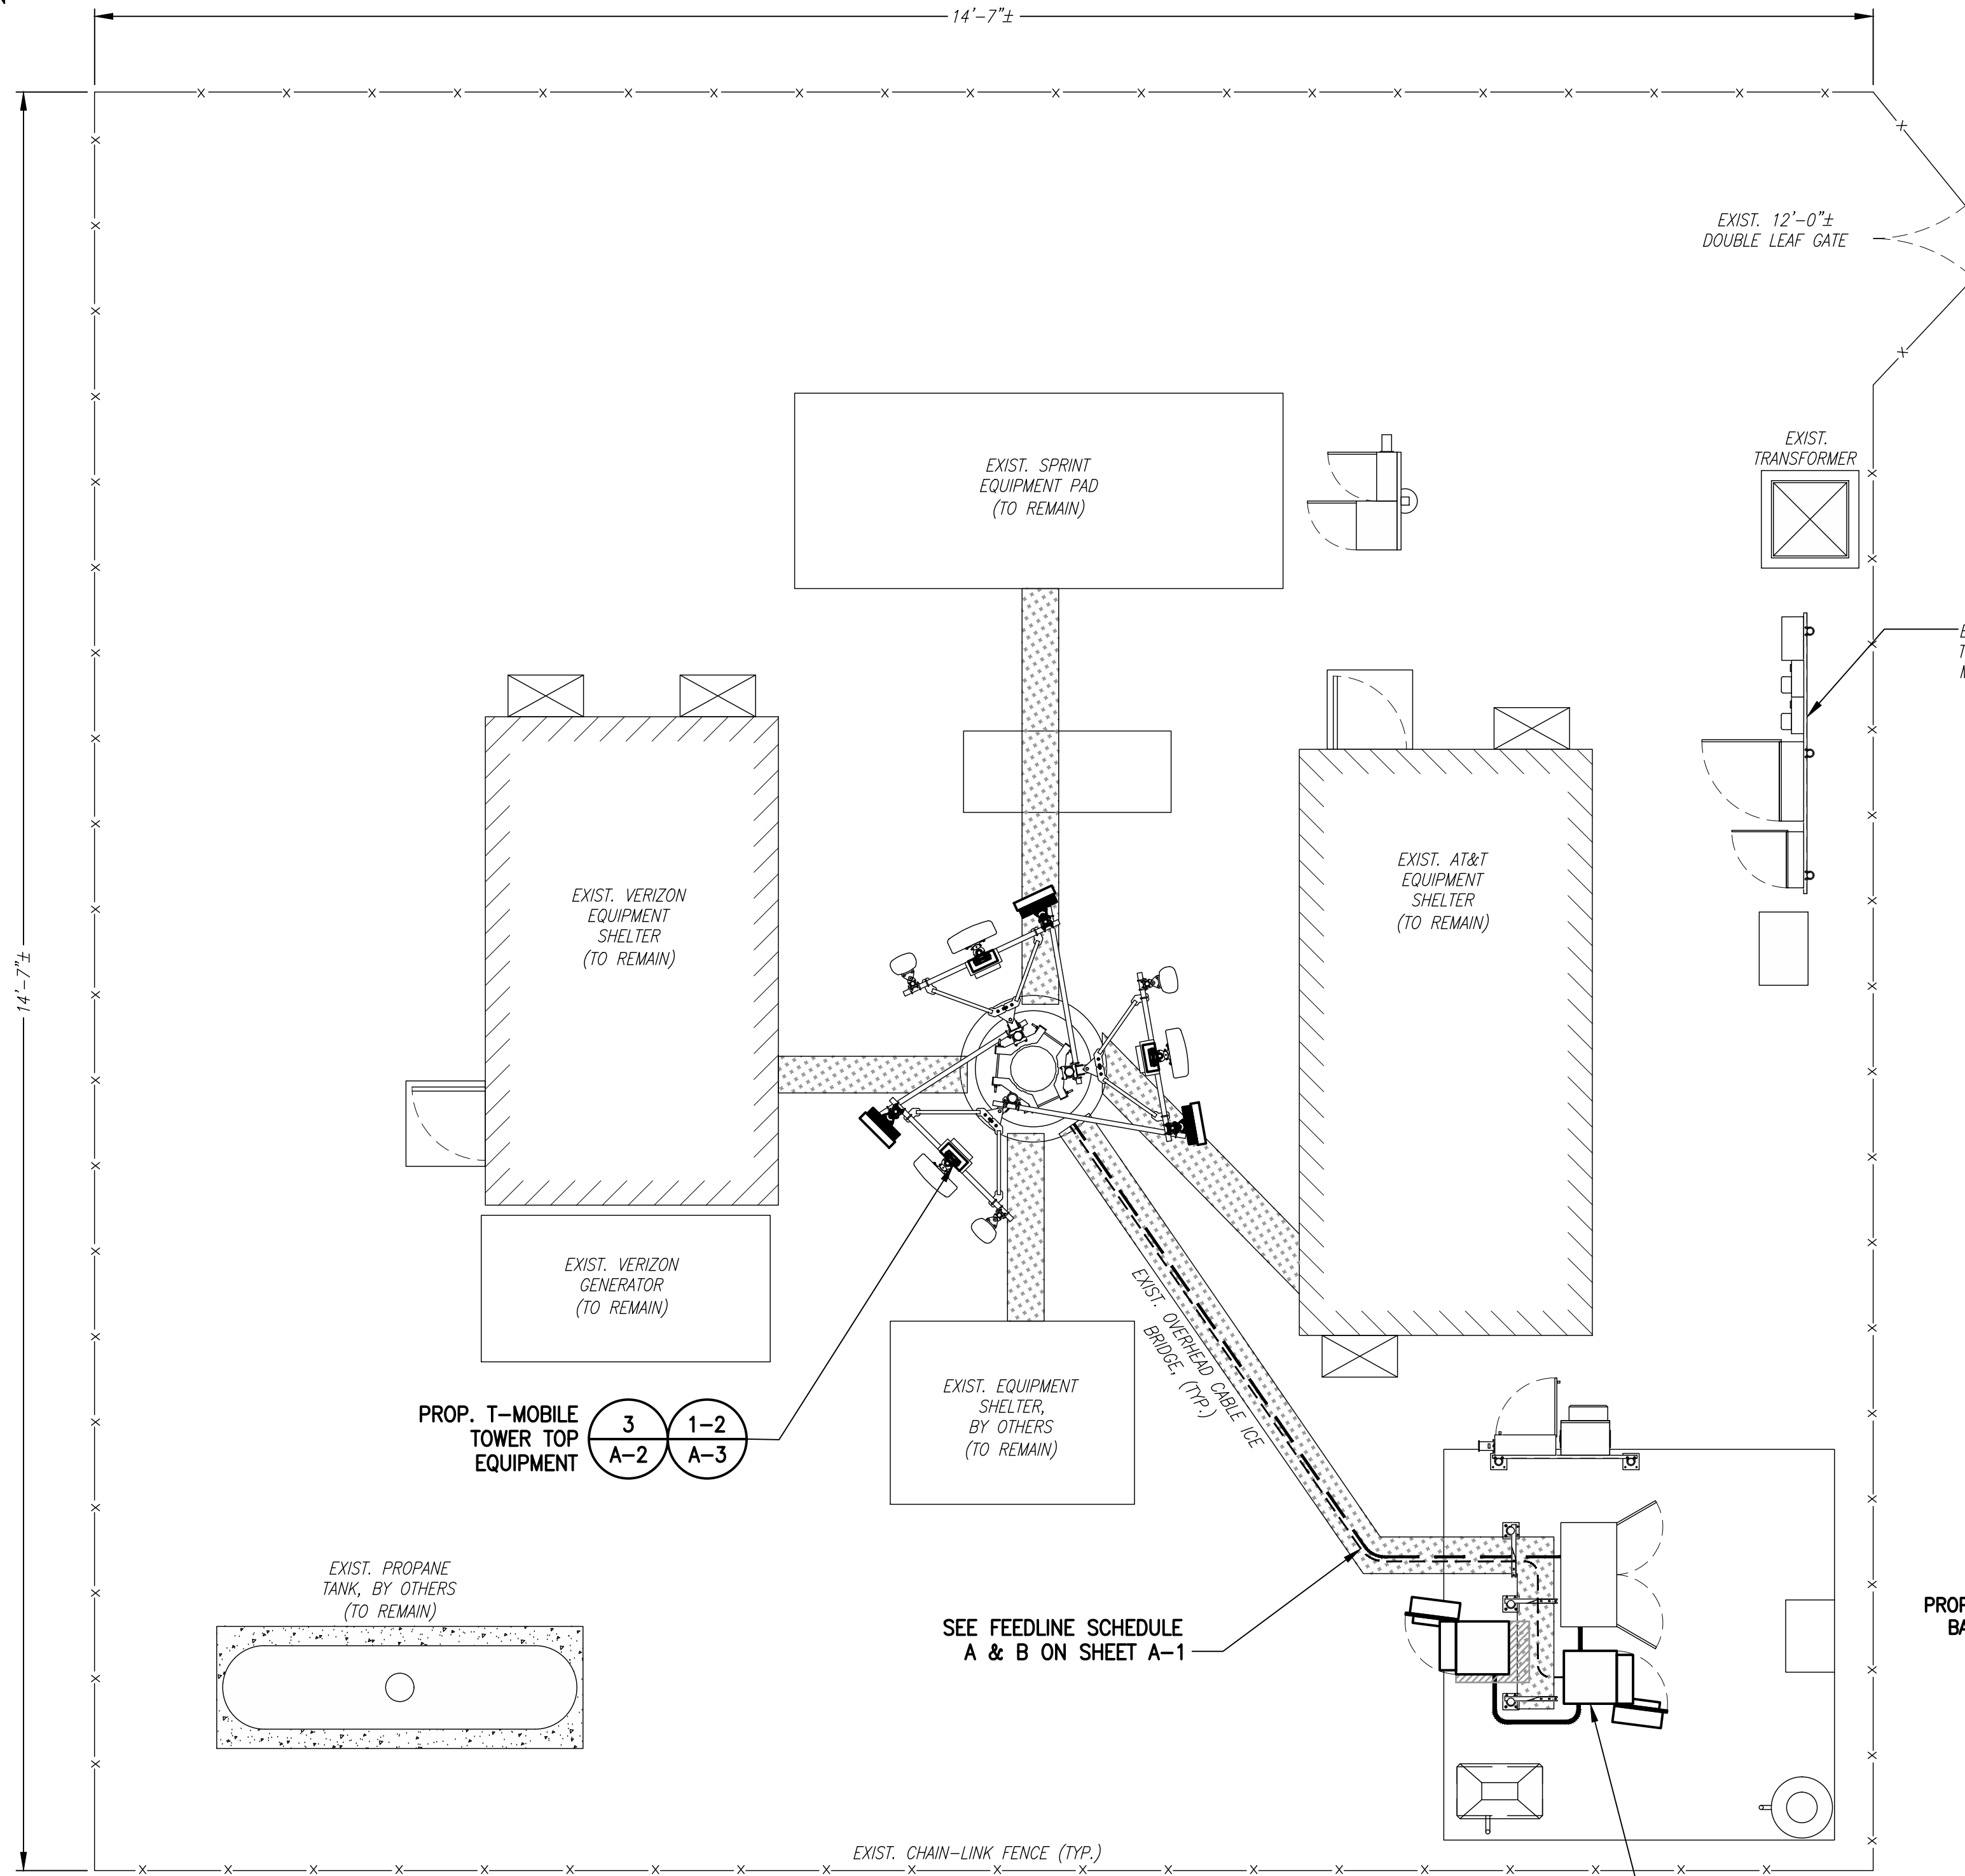 14'-7"±
EXIST. 12'-0"±
DOUBLE LEAF GATE
EXIST.
TRANSFORMER
EXIST. SPRINT
EQUIPMENT PAD
(TO REMAIN)
14'-7"±
EXIST. VERIZON
EQUIPMENT
SHELTER
(TO REMAIN)
EXIST. AT&T
EQUIPMENT
SHELTER
(TO REMAIN)
EXIST. VERIZON
GENERATOR
(TO REMAIN)
EXIST. OVERHEAD CABLE ICE
BRIDGE, (TYP.)
EXIST. EQUIPMENT
SHELTER,
BY OTHERS
(TO REMAIN)
PROP. T-MOBILE
TOWER TOP
EQUIPMENT
3
A-2
1-2
A-3
EXIST. PROPANE
TANK, BY OTHERS
(TO REMAIN)
SEE FEEDLINE SCHEDULE
A & B ON SHEET A-1
EXIST. CHAIN-LINK FENCE (TYP.)